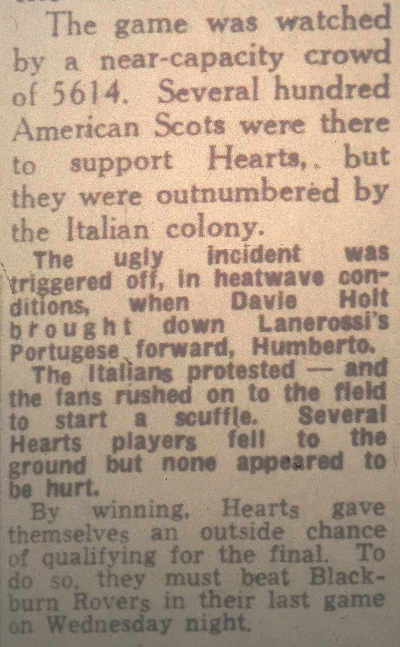 The game was watched
by a near-capacity crowd
of 5614. Several hundred
American Scots were there
to support Hearts, but
they were outnumbered by
the Italian colony.
The ugly incident was
triggered off, in heatwave con-
ditions, when Davie Holt
brought down Lanerossi's
Portugese forward, Humberto.
The Italians protested — and
the fans rushed on to the field
to start a scuffle. Several
Hearts players fell to the
ground but none appeared to
be hurt.
By winning, Hearts gave
themselves an outside chance
of qualifying for the final. To
do so, they must beat Black-
burn Rovers in their last game
on Wednesday night.